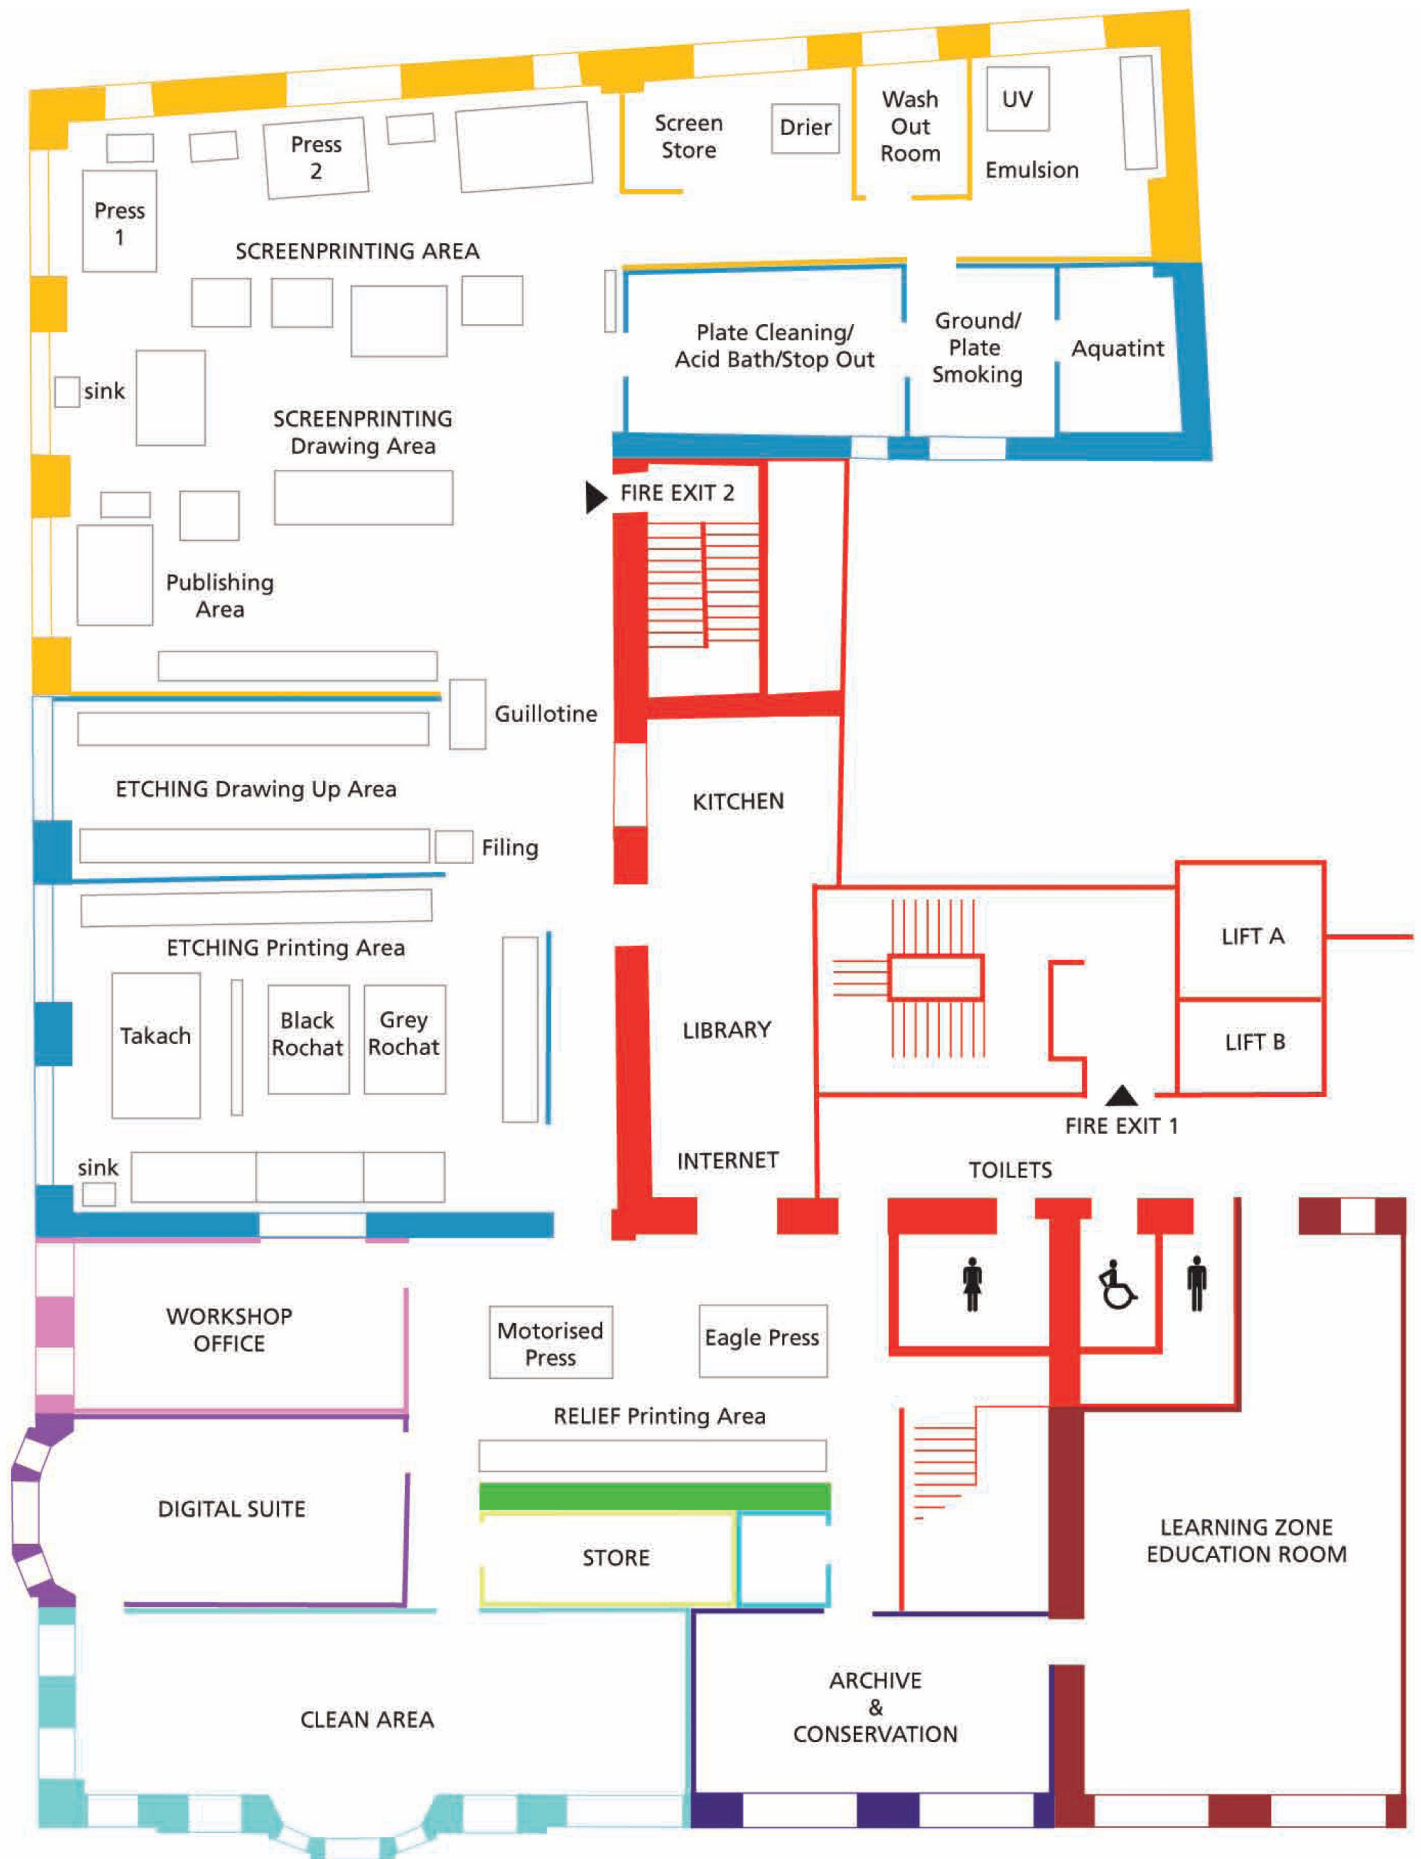 Screen
Store
Drier
Wash
Out
Room
UV
Emulsion
Press
2
Press
1
SCREENPRINTING AREA
Plate Cleaning/
Acid Bath/Stop Out
Ground/
Plate
Smoking
Aquatint
sink
SCREENPRINTING
Drawing Area
FIRE EXIT 2
Publishing
Area
Guillotine
ETCHING Drawing Up Area
KITCHEN
Filing
ETCHING Printing Area
LIFT A
Takach
Black
Rochat
Grey
Rochat
LIBRARY
LIFT B
FIRE EXIT 1
sink
INTERNET
TOILETS
WORKSHOP
OFFICE
Motorised
Press
Eagle Press
RELIEF Printing Area
DIGITAL SUITE
STORE
LEARNING ZONE
EDUCATION ROOM
CLEAN AREA
ARCHIVE
&
CONSERVATION